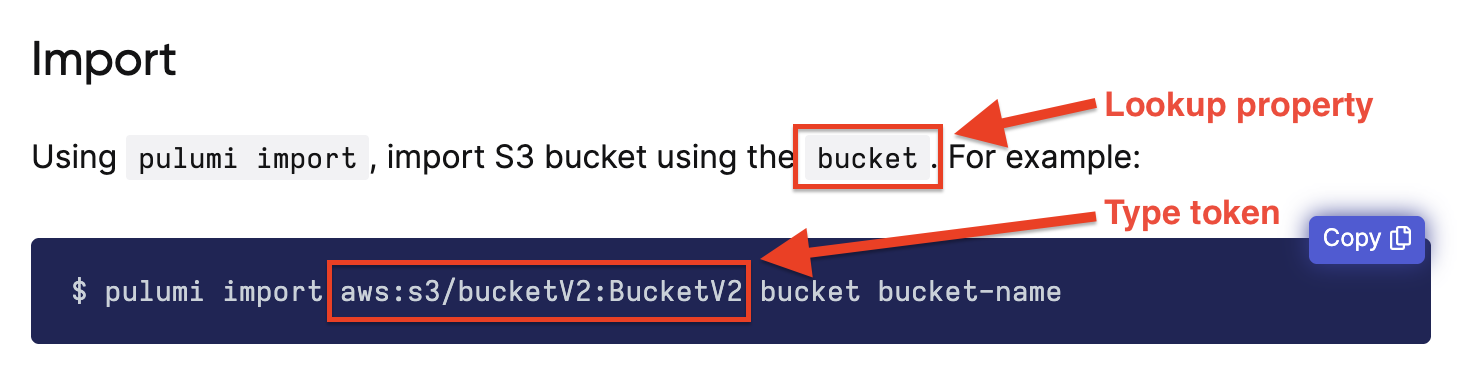 Import
Lookup property
Using pulumi import, import S3 bucket using the bucket. For example:
Type token
Copy
$ pulumi import aws:s3/bucketV2:BucketV2 bucket bucket-name